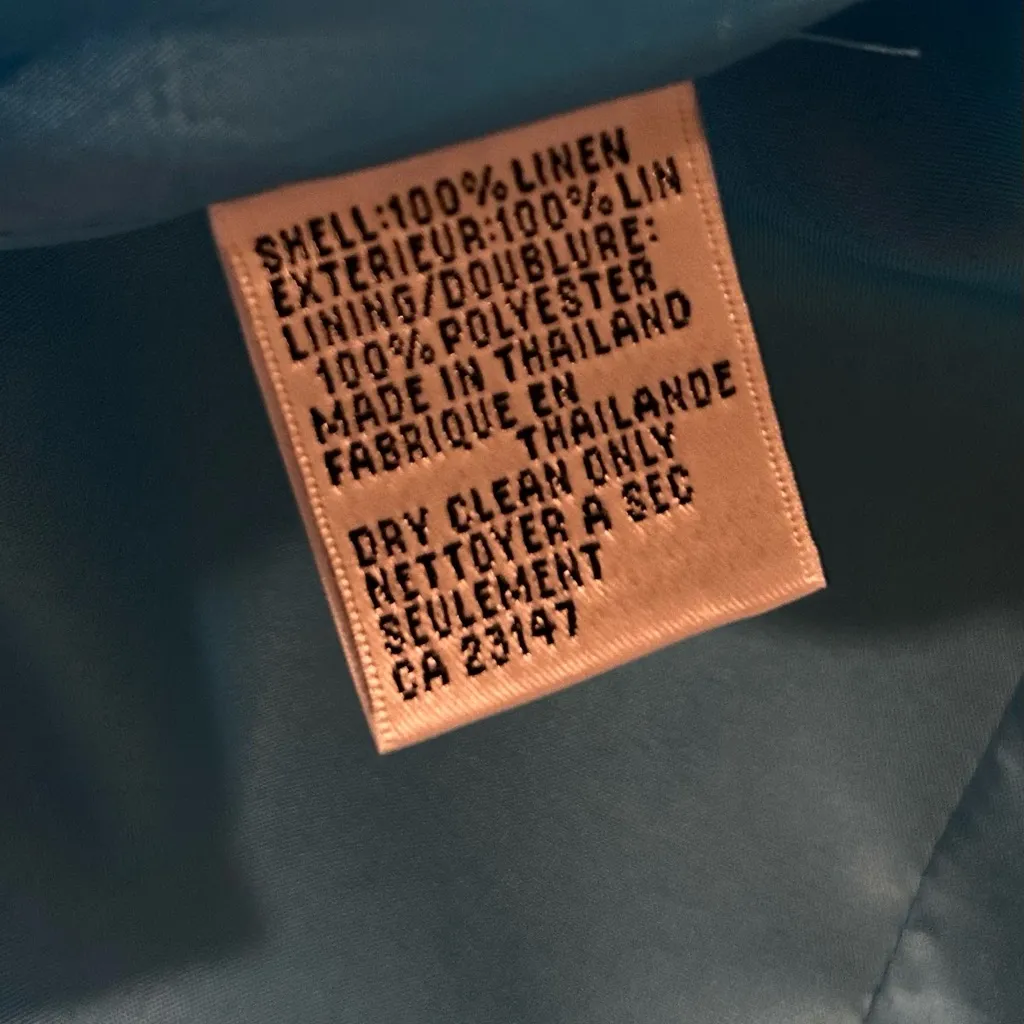 SHELL:100% LINEN
EXTERIEUR:100% LIN
LINING/DOUBLURE:
100% POLYESTER
MADE IN THAILAND
FABRIQUE EN
THAILANDE
DRY CLEAN ONLY
NETTOYER A SEC
SEULEMENT
CA 23147